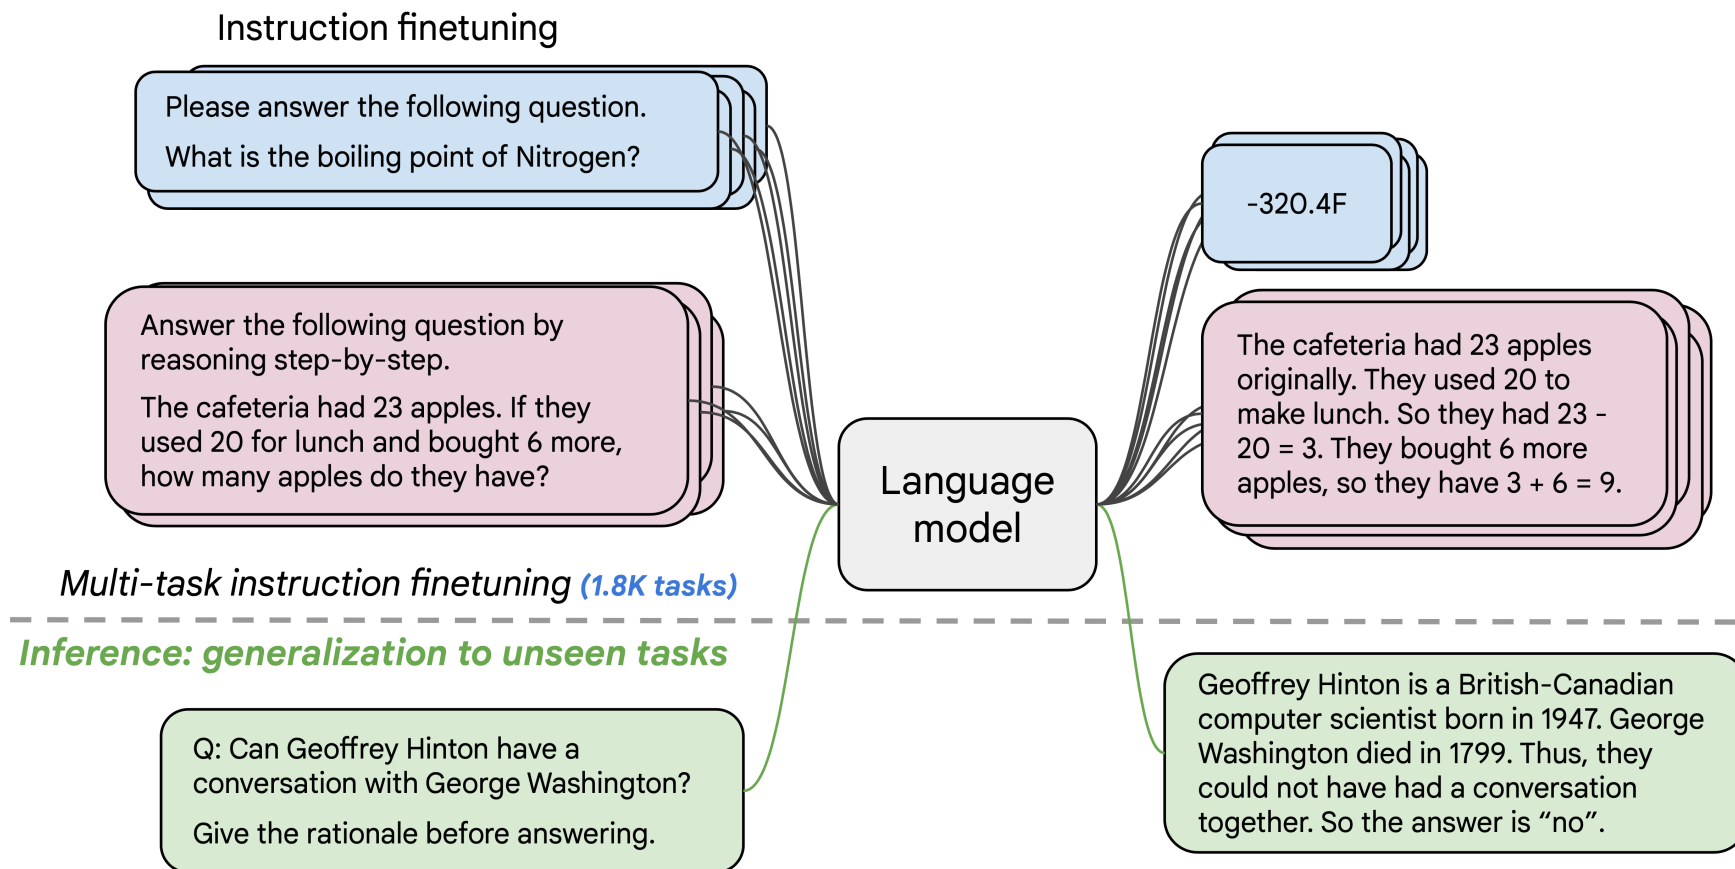 Instruction finetuning
Please answer the following question.
What is the boiling point of Nitrogen?
-320.4F
Answer the following question by
reasoning step-by-step.
The cafeteria had 23 apples. If they
used 20 for lunch and bought 6 more,
how many apples do they have?
The cafeteria had 23 apples
originally. They used 20 to
make lunch. So they had 23 -
20 = 3. They bought 6 more
apples, so they have 3 + 6 = 9.
Language
model
Multi-task instruction finetuning (1.8K tasks)
Inference: generalization to unseen tasks
Q: Can Geoffrey Hinton have a
conversation with George Washington?
Give the rationale before answering.
Geoffrey Hinton is a British-Canadian
computer scientist born in 1947. George
Washington died in 1799. Thus, they
could not have had a conversation
together. So the answer is “no”.